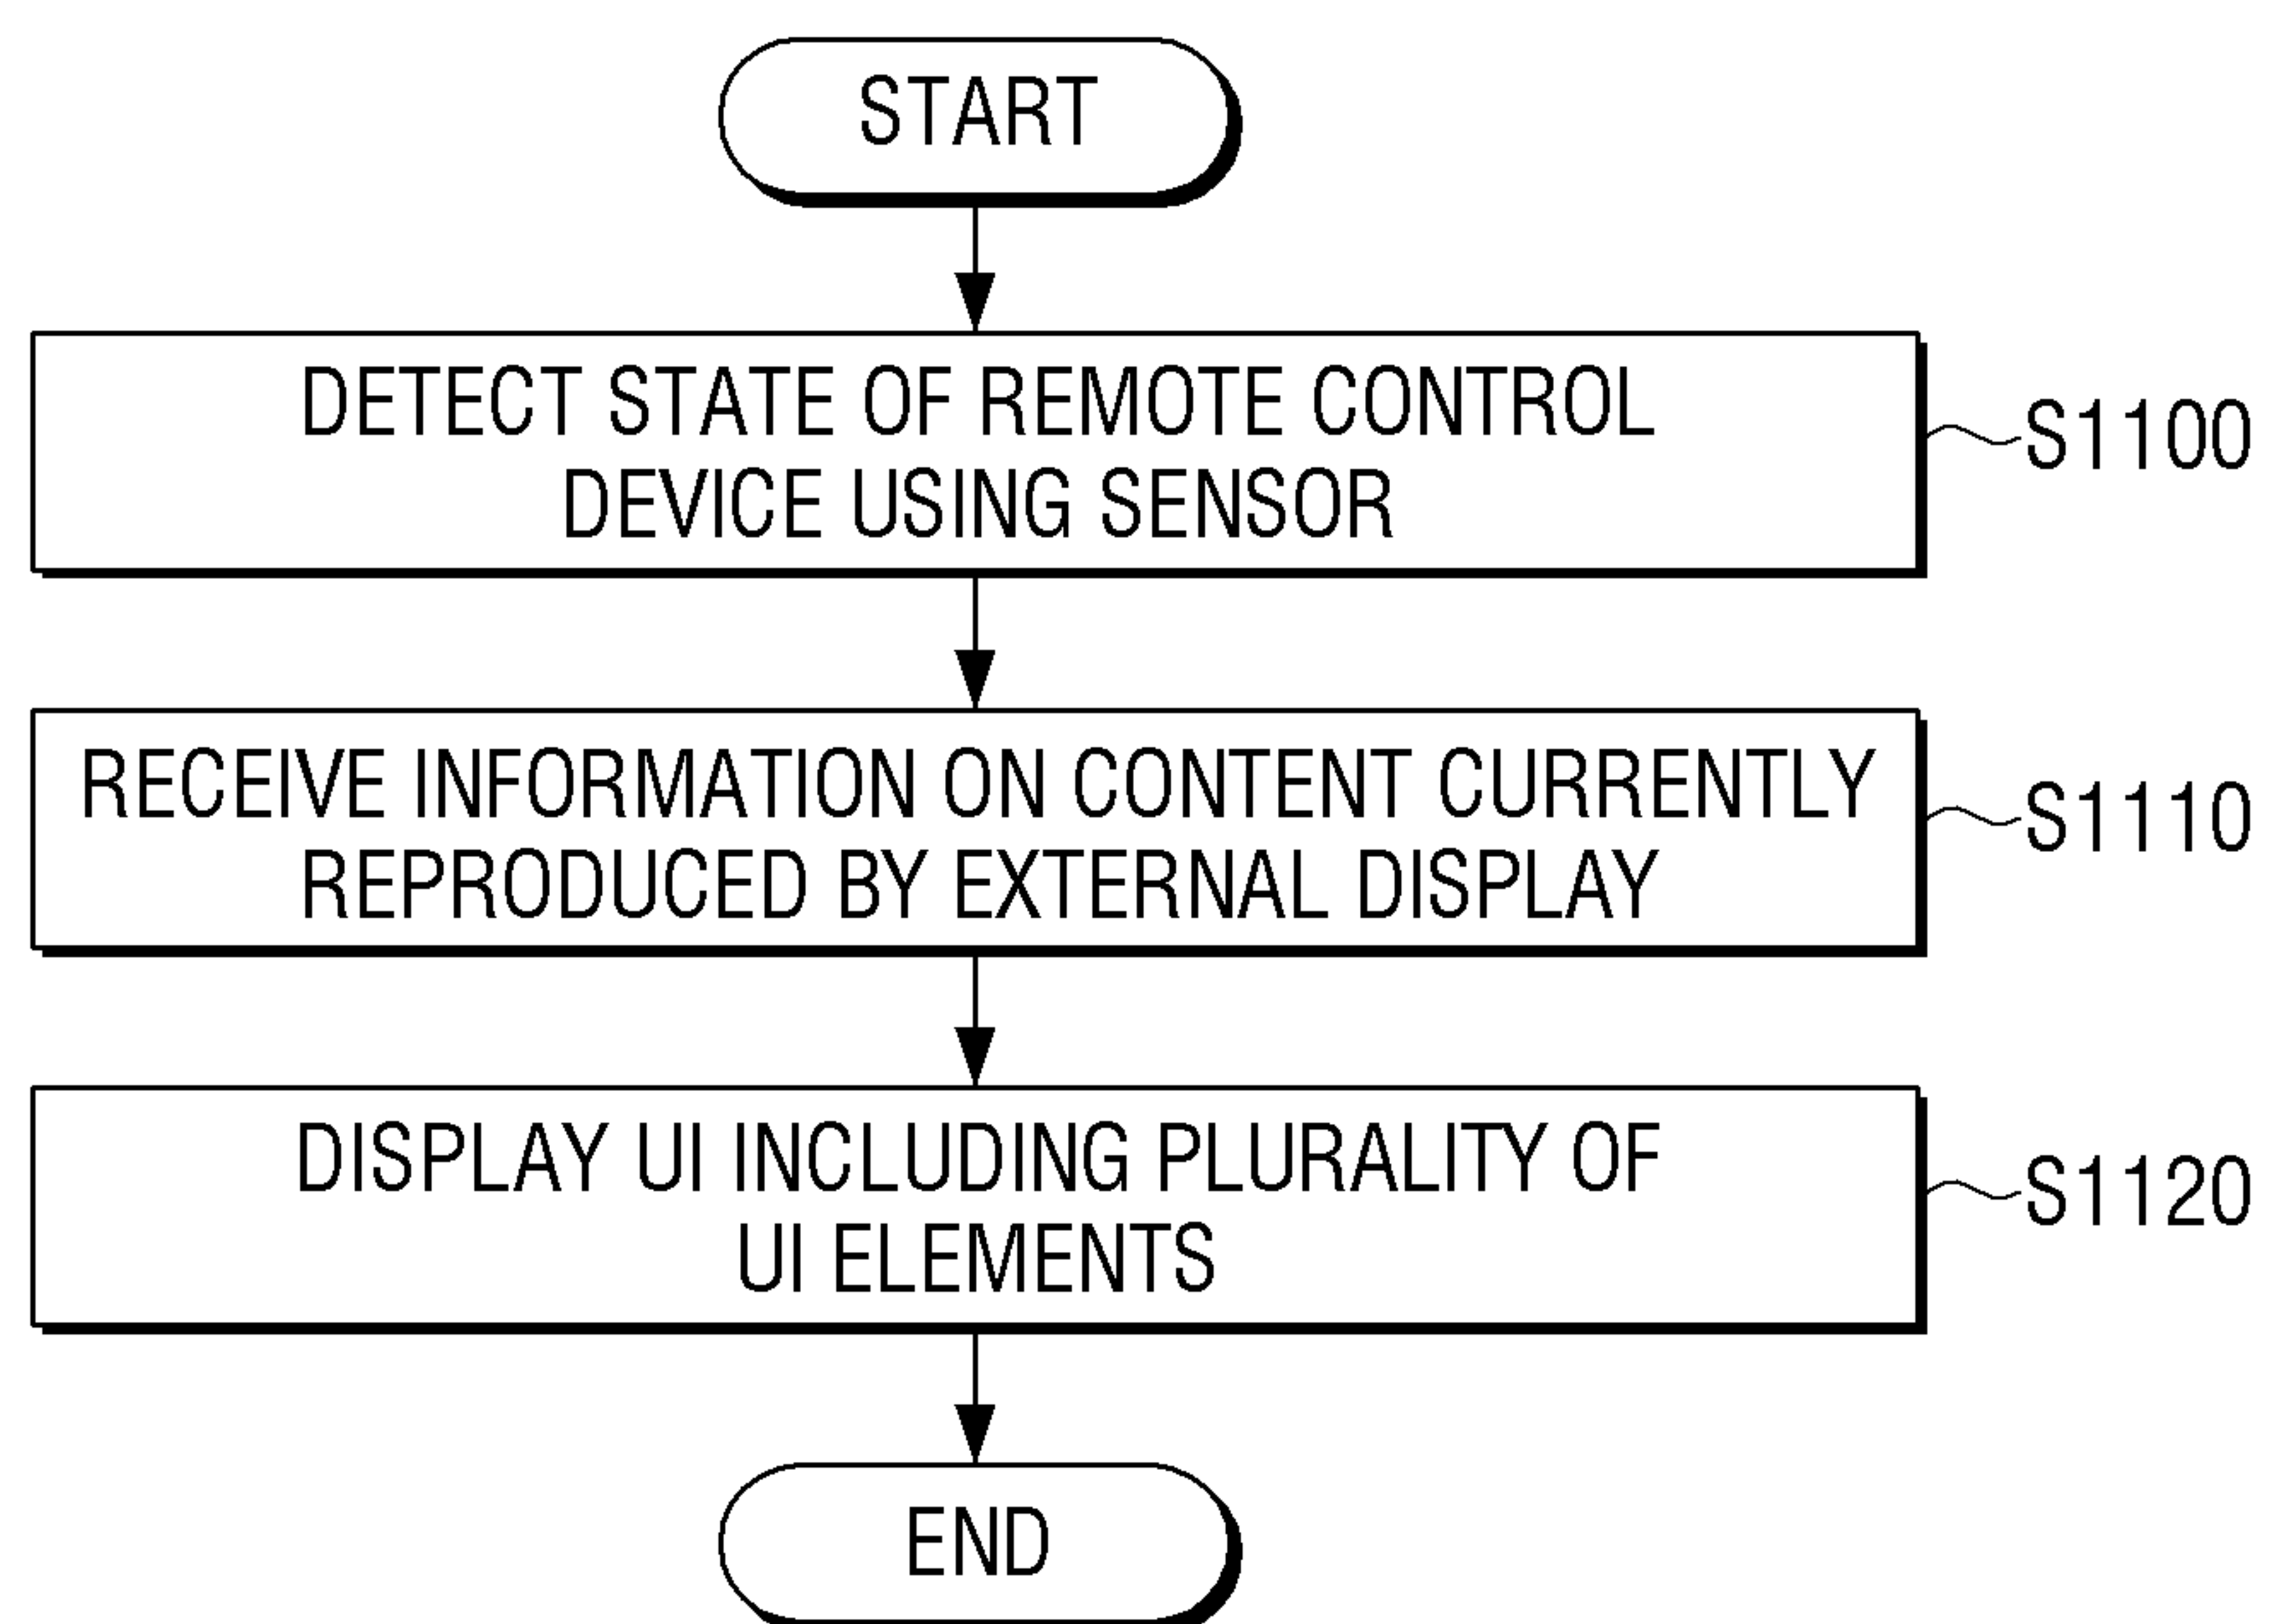 START
DETECT STATE OF REMOTE CONTROL
DEVICE USING SENSOR
S1100
RECEIVE INFORMATION ON CONTENT CURRENTLY
REPRODUCED BY EXTERNAL DISPLAY
S1110
DISPLAY UI INCLUDING PLURALITY OF
UI ELEMENTS
S1120
END